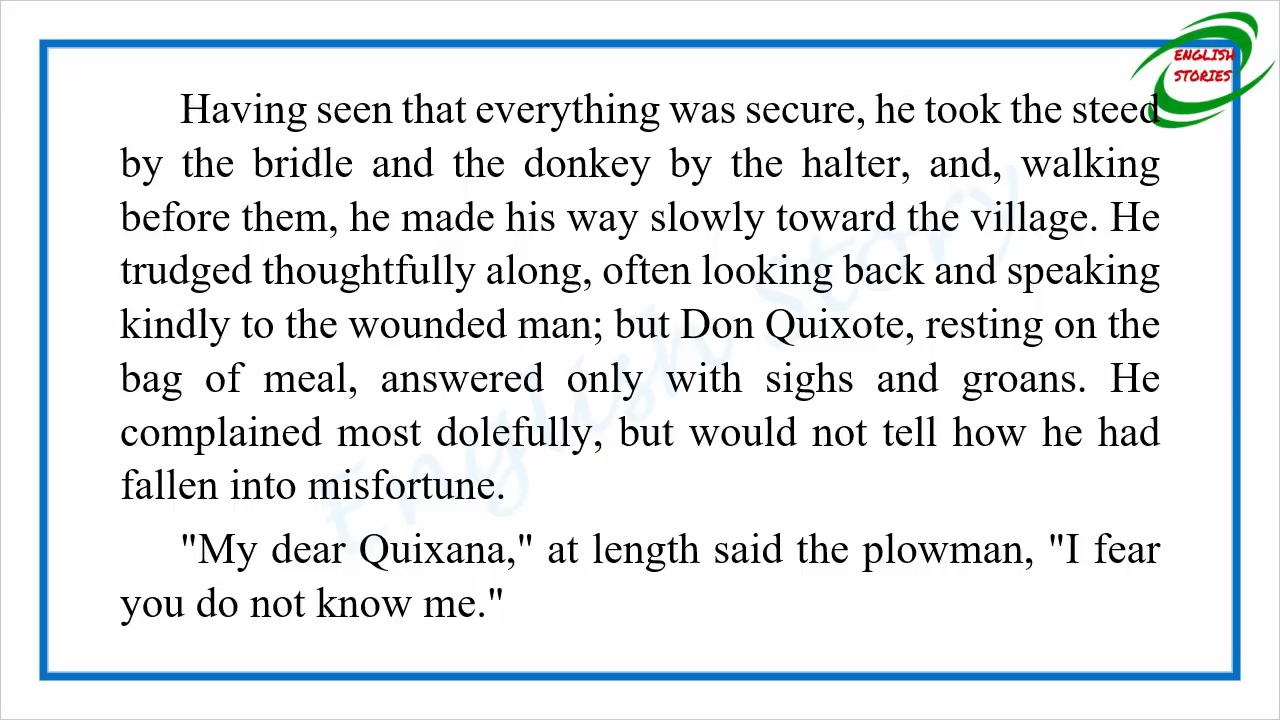 ENGLISH
STORIES
Having seen that everything was secure, he took the steed
by the bridle and the donkey by the halter, and, walking
before them, he made his way slowly toward the village. He
trudged thoughtfully along, often looking back and speaking
kindly to the wounded man; but Don Quixote, resting on the
bag of meal, answered only with sighs and groans. He
complained most dolefully, but would not tell how he had
fallen into misfortune.
"My dear Quixana," at length said the plowman, "I fear
you do not know me."
English Story